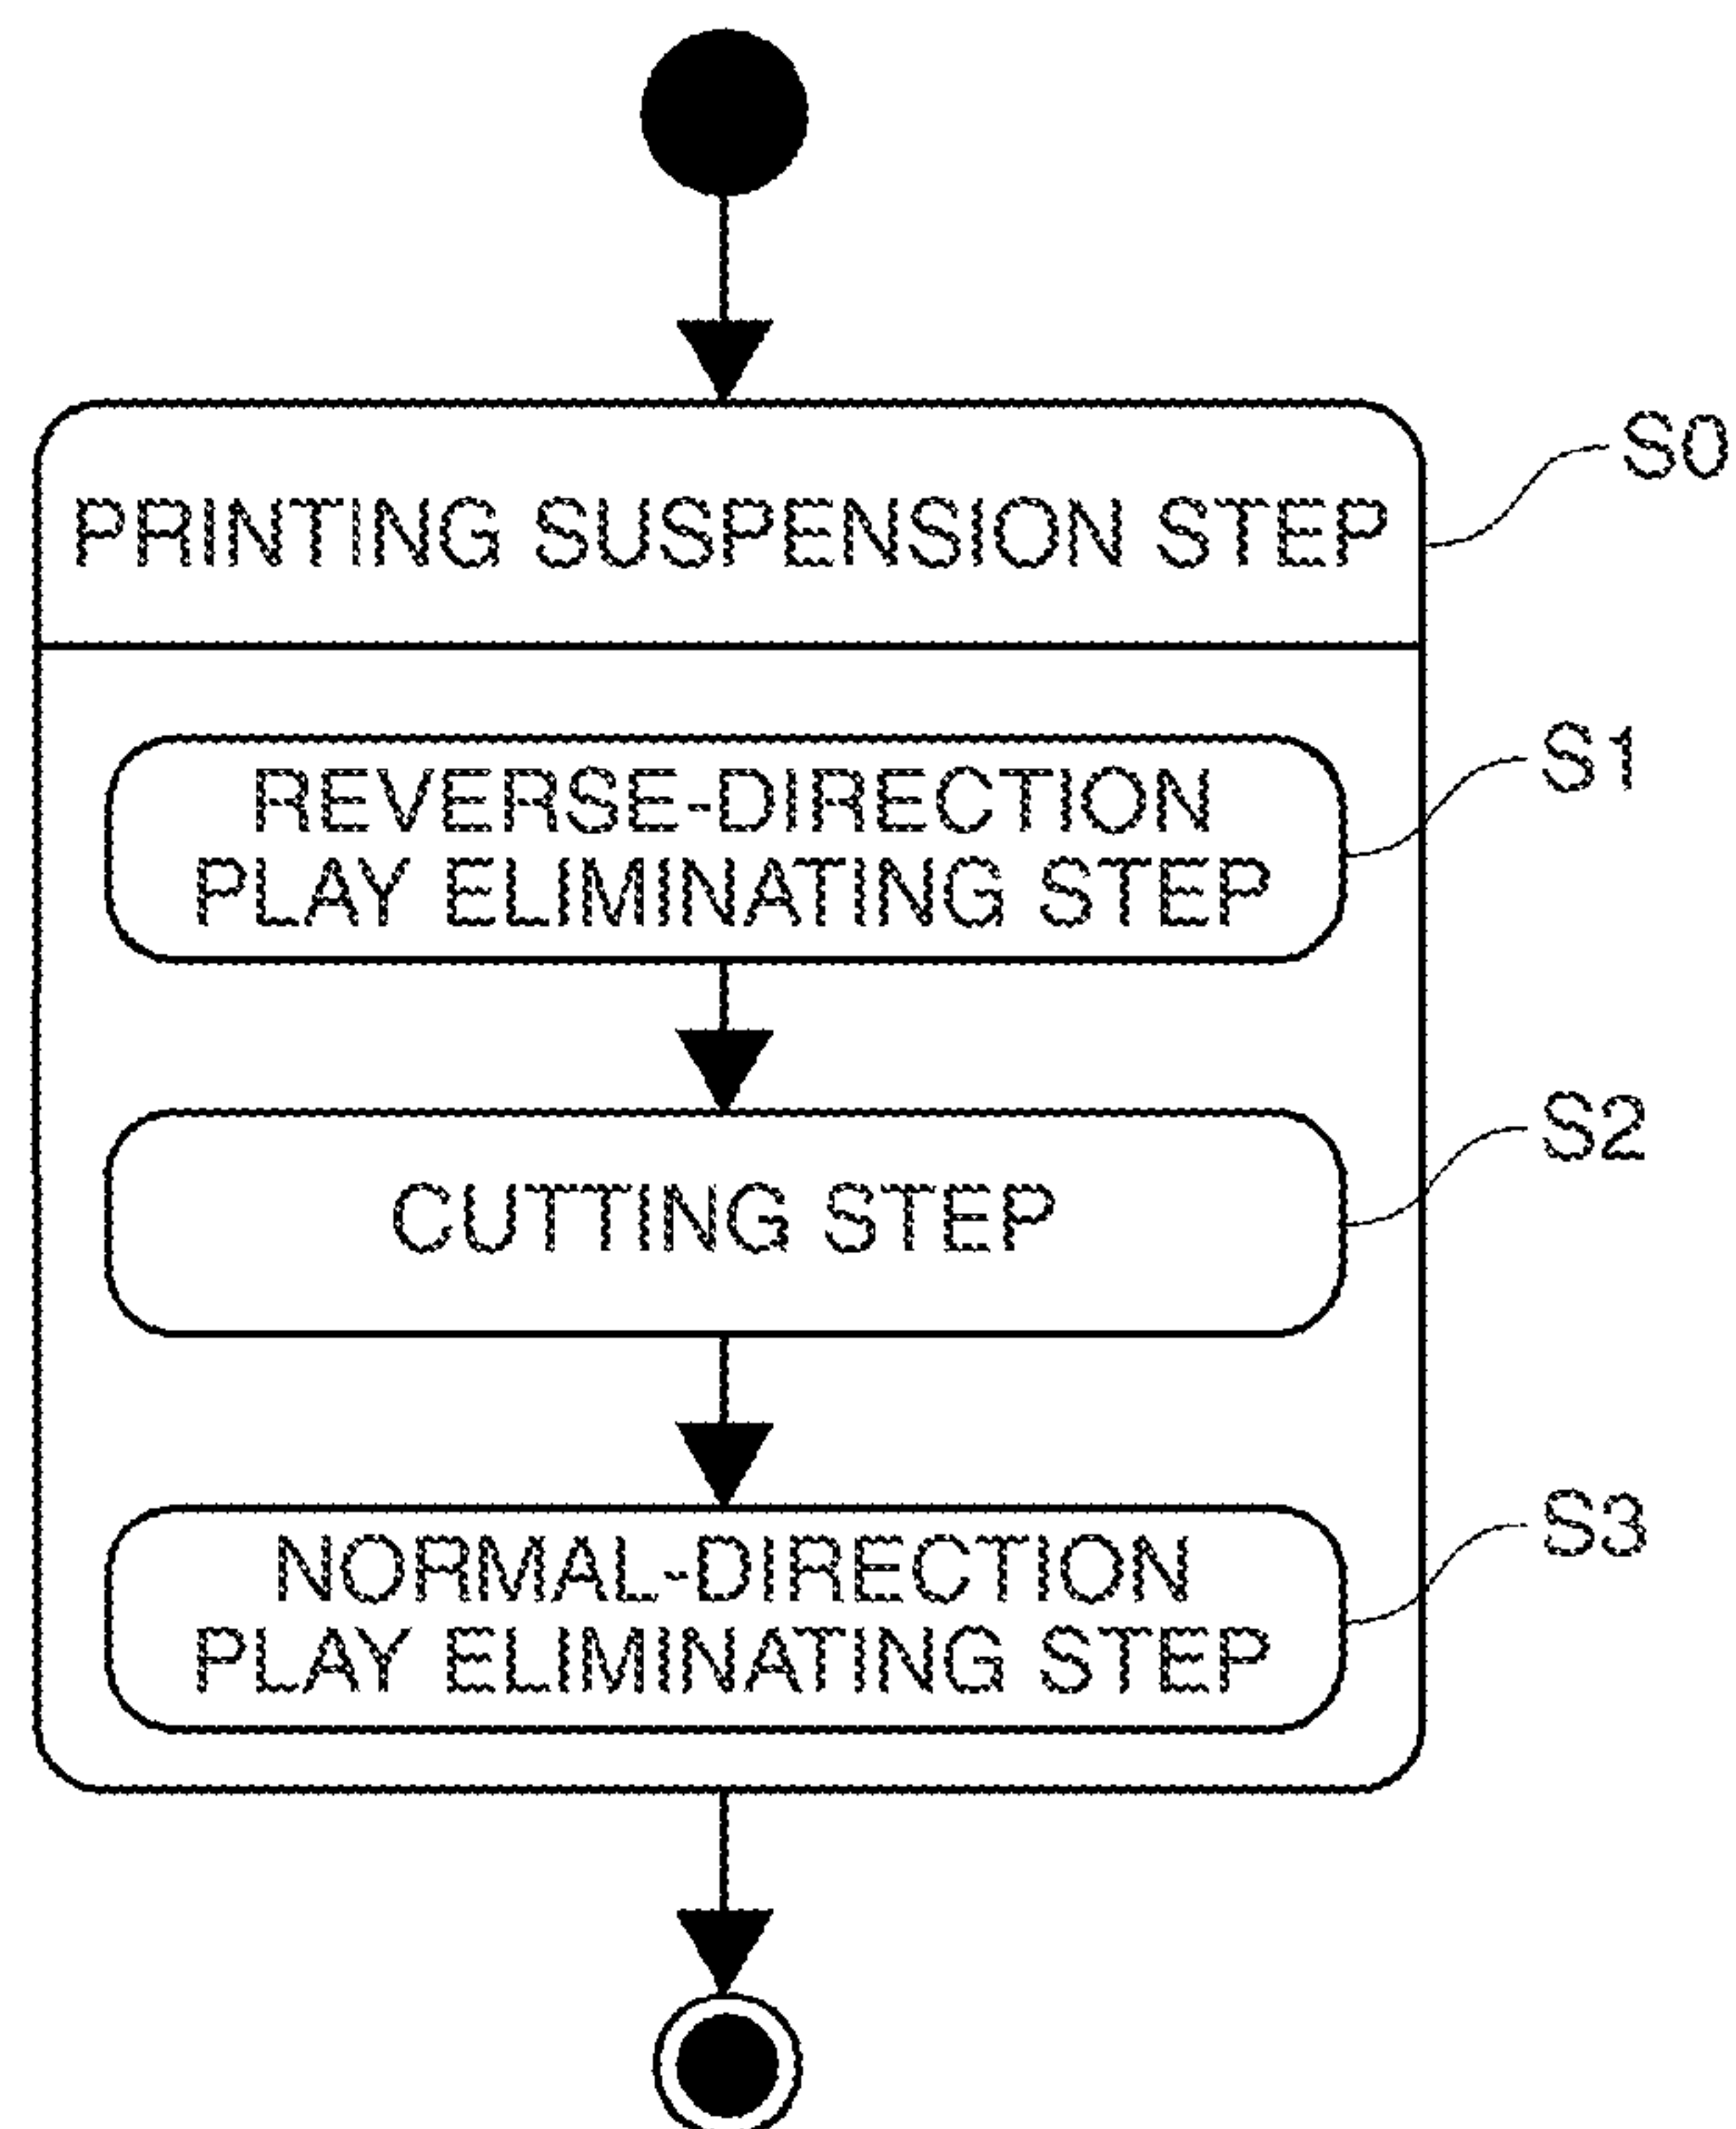 S0
PRINTING SUSPENSION STEP
S1
REVERSE-DIRECTION
PLAY ELIMINATING STEP
S2
CUTTING STEP
S3
NORMAL-DIRECTION
PLAY ELIMINATING STEP